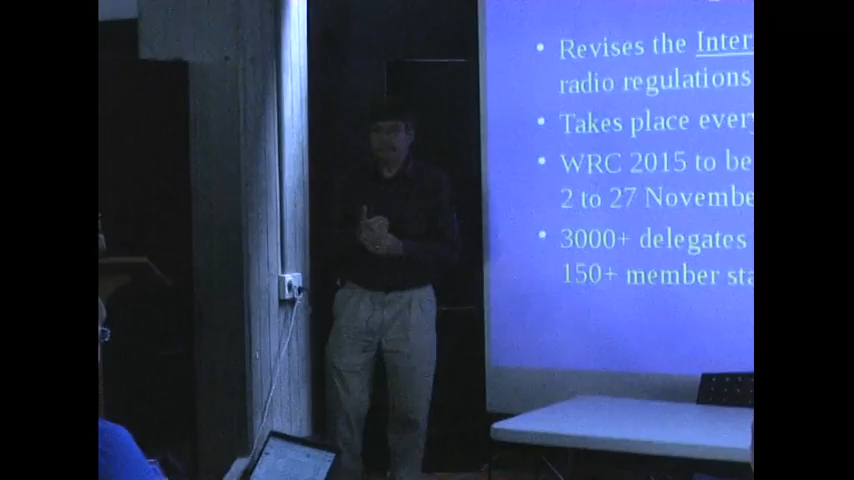 • Revises the Inter
radio regulations
• Takes place every
• WRC 2015 to be
2 to 27 Novembe
• 3000+ delegates
150+ member sta